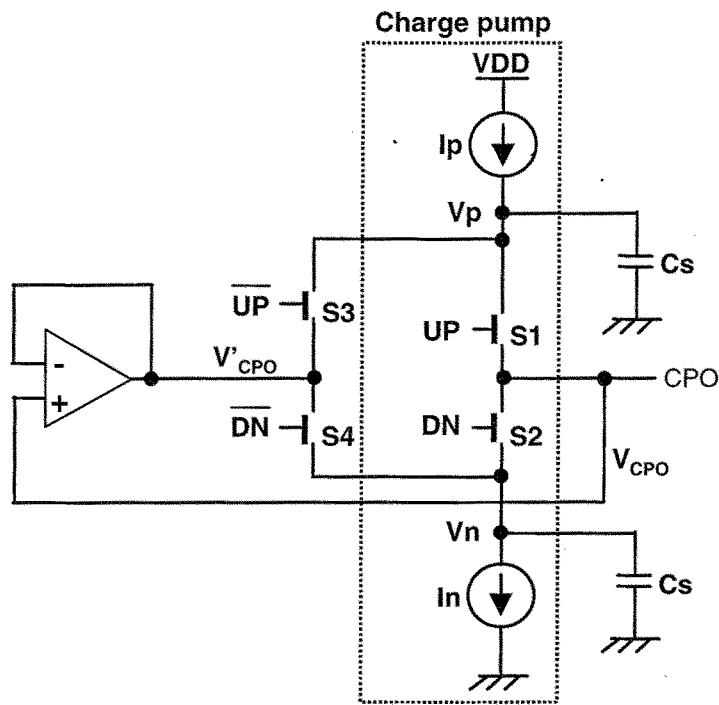 Charge pump
VDD
Ip
Vp
Cs
UP
S3
UP
S1
V'CPO
CPO
-
+
DN
S4
DN
S2
VCPO
Vn
Cs
In